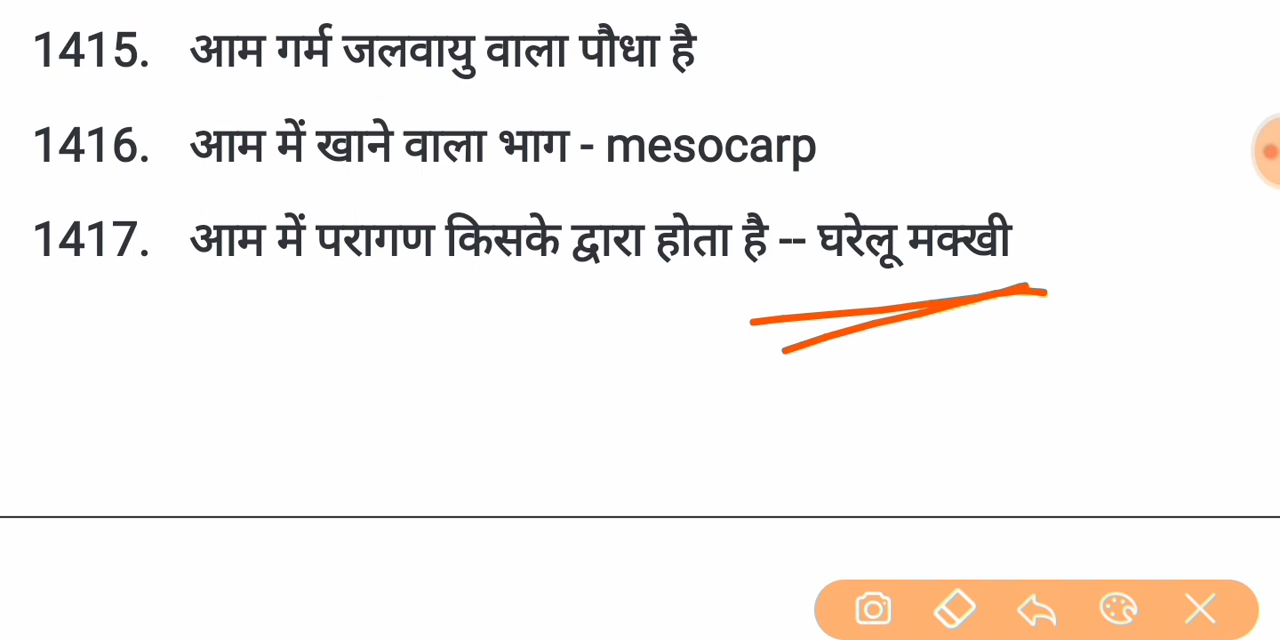 1415. आम गर्म जलवायु वाला पौधा है
1416. आम में खाने वाला भाग - mesocarp
1417. आम में परागण किसके द्वारा होता है -- घरेलू मक्खी